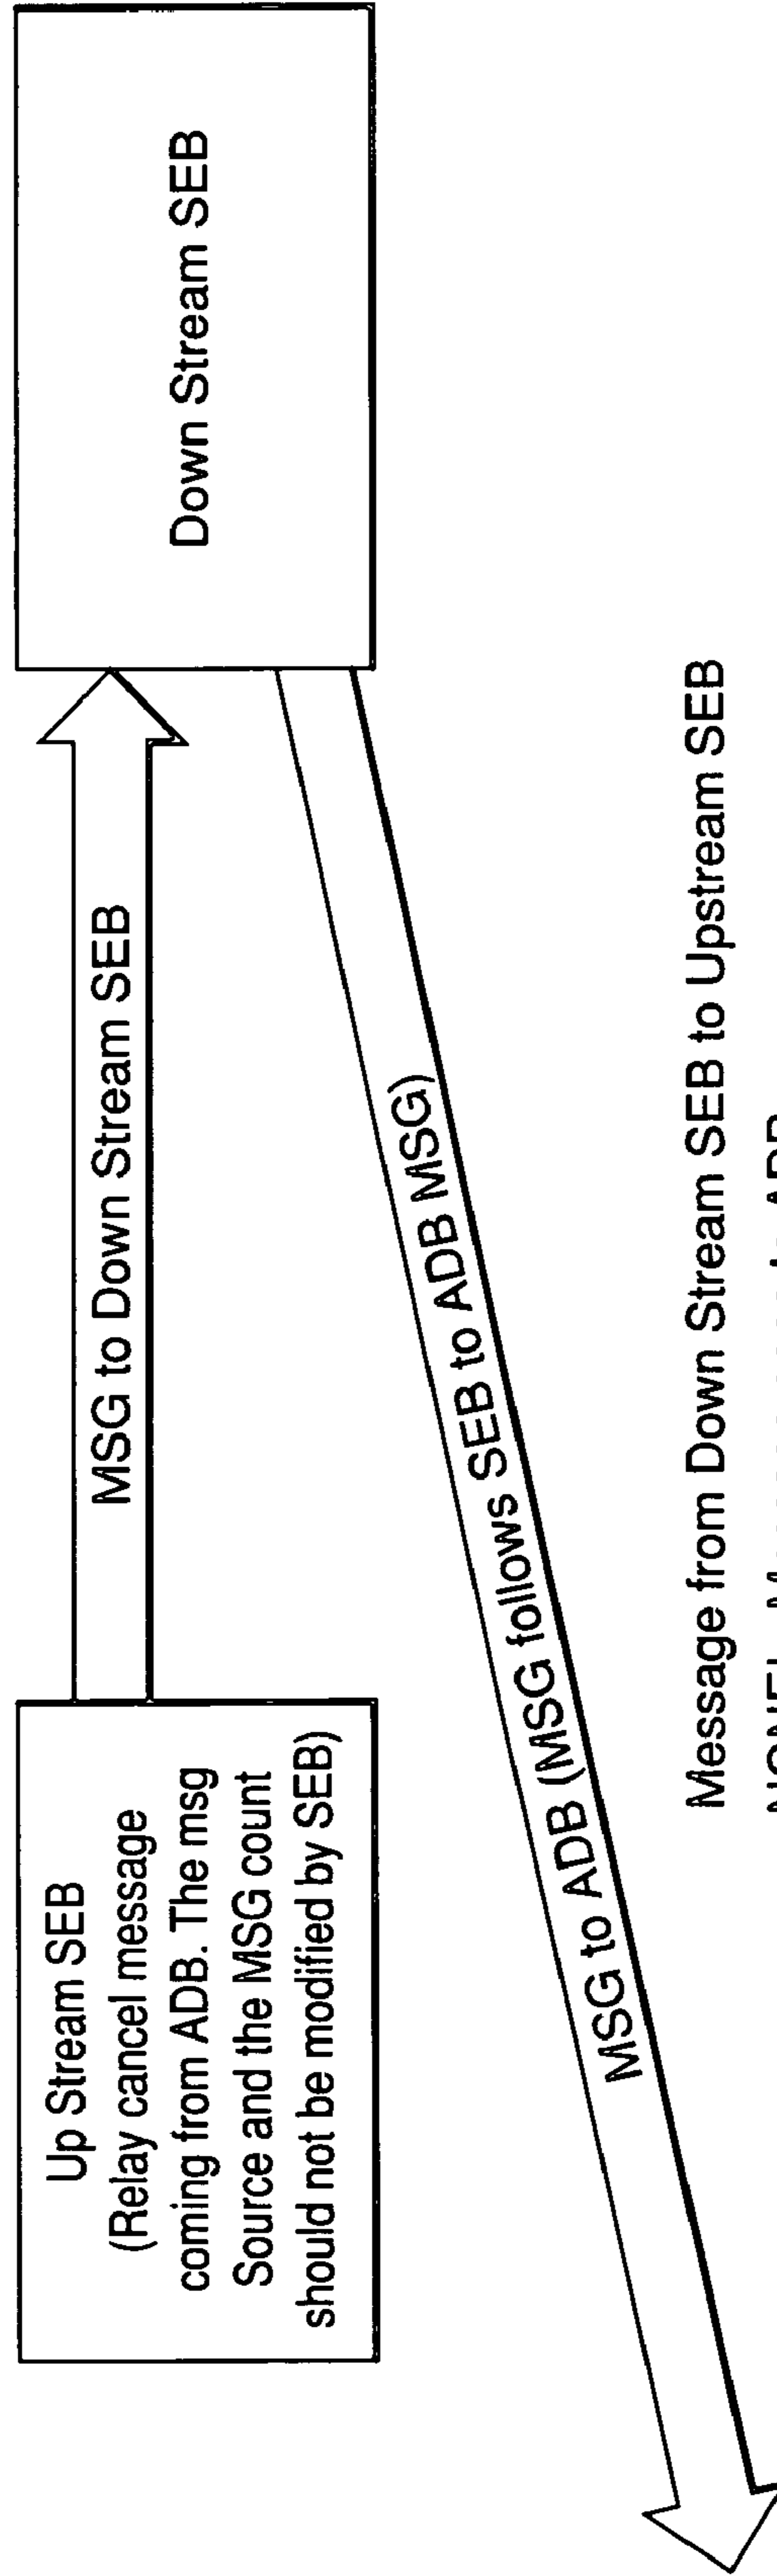 Up Stream SEB
(Relay cancel message
coming from ADB. The msg
Source and the MSG count
should not be modified by SEB)
MSG to Down Stream SEB
Down Stream SEB
MSG to ADB (MSG follows SEB to ADB MSG)
Message from Down Stream SEB to Upstream SEB